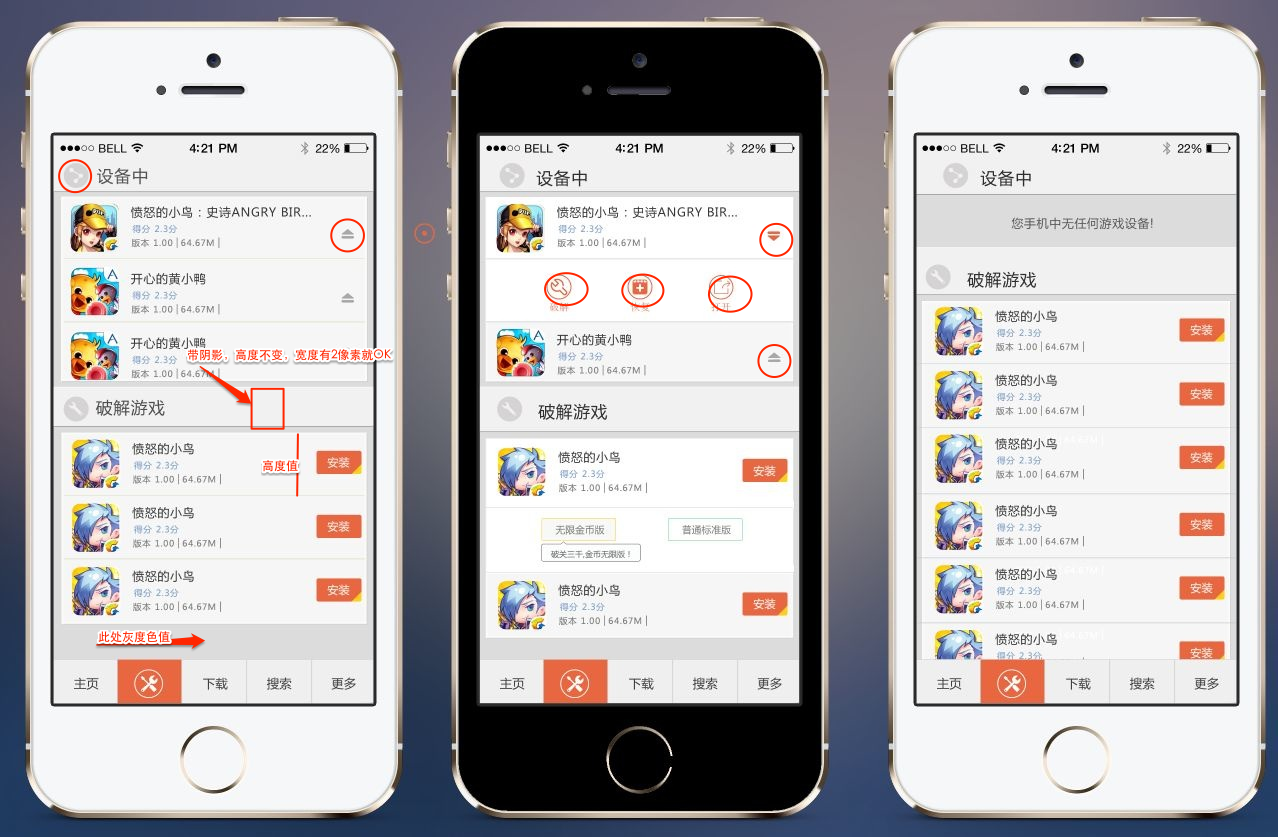 ●●●○○ BELL 4:21 PM 22%
设备中
愤怒的小鸟：史诗ANGRY BIR...
得分 2.3分
版本 1.00 | 64.67M |
开心的黄小鸭
得分 2.3分
版本 1.00 | 64.67M |
开心的黄小鸭
带阴影，高度不变，宽度有2像素就OK
得分 2.3分
版本 1.00 | 64.67M |
破解游戏
愤怒的小鸟
得分 2.3分
版本 1.00 | 64.67M |
安装
高度值
愤怒的小鸟
得分 2.3分
版本 1.00 | 64.67M |
安装
愤怒的小鸟
得分 2.3分
版本 1.00 | 64.67M |
安装
此处灰度色值
主页 下载 搜索 更多
●●●○○ BELL 4:21 PM 22%
设备中
愤怒的小鸟：史诗ANGRY BIR...
得分 2.3分
版本 1.00 | 64.67M |
破解 恢复 打开
开心的黄小鸭
得分 2.3分
版本 1.00 | 64.67M |
破解游戏
愤怒的小鸟
得分 2.3分
版本 1.00 | 64.67M |
安装
无限金币版 普通标准版
破关三千,金币无限版！
愤怒的小鸟
得分 2.3分
版本 1.00 | 64.67M |
安装
主页 下载 搜索 更多
●●●○○ BELL 4:21 PM 22%
设备中
您手机中无任何游戏设备!
破解游戏
愤怒的小鸟
得分 2.3分
版本 1.00 | 64.67M |
安装
愤怒的小鸟
得分 2.3分
版本 1.00 | 64.67M |
安装
愤怒的小鸟
得分 2.3分
版本 1.00 | 64.67M |
安装
愤怒的小鸟
得分 2.3分
版本 1.00 | 64.67M |
安装
愤怒的小鸟
得分 2.3分
版本 1.00 | 64.67M |
安装
愤怒的小鸟
得分 2.3分
安装
主页 下载 搜索 更多